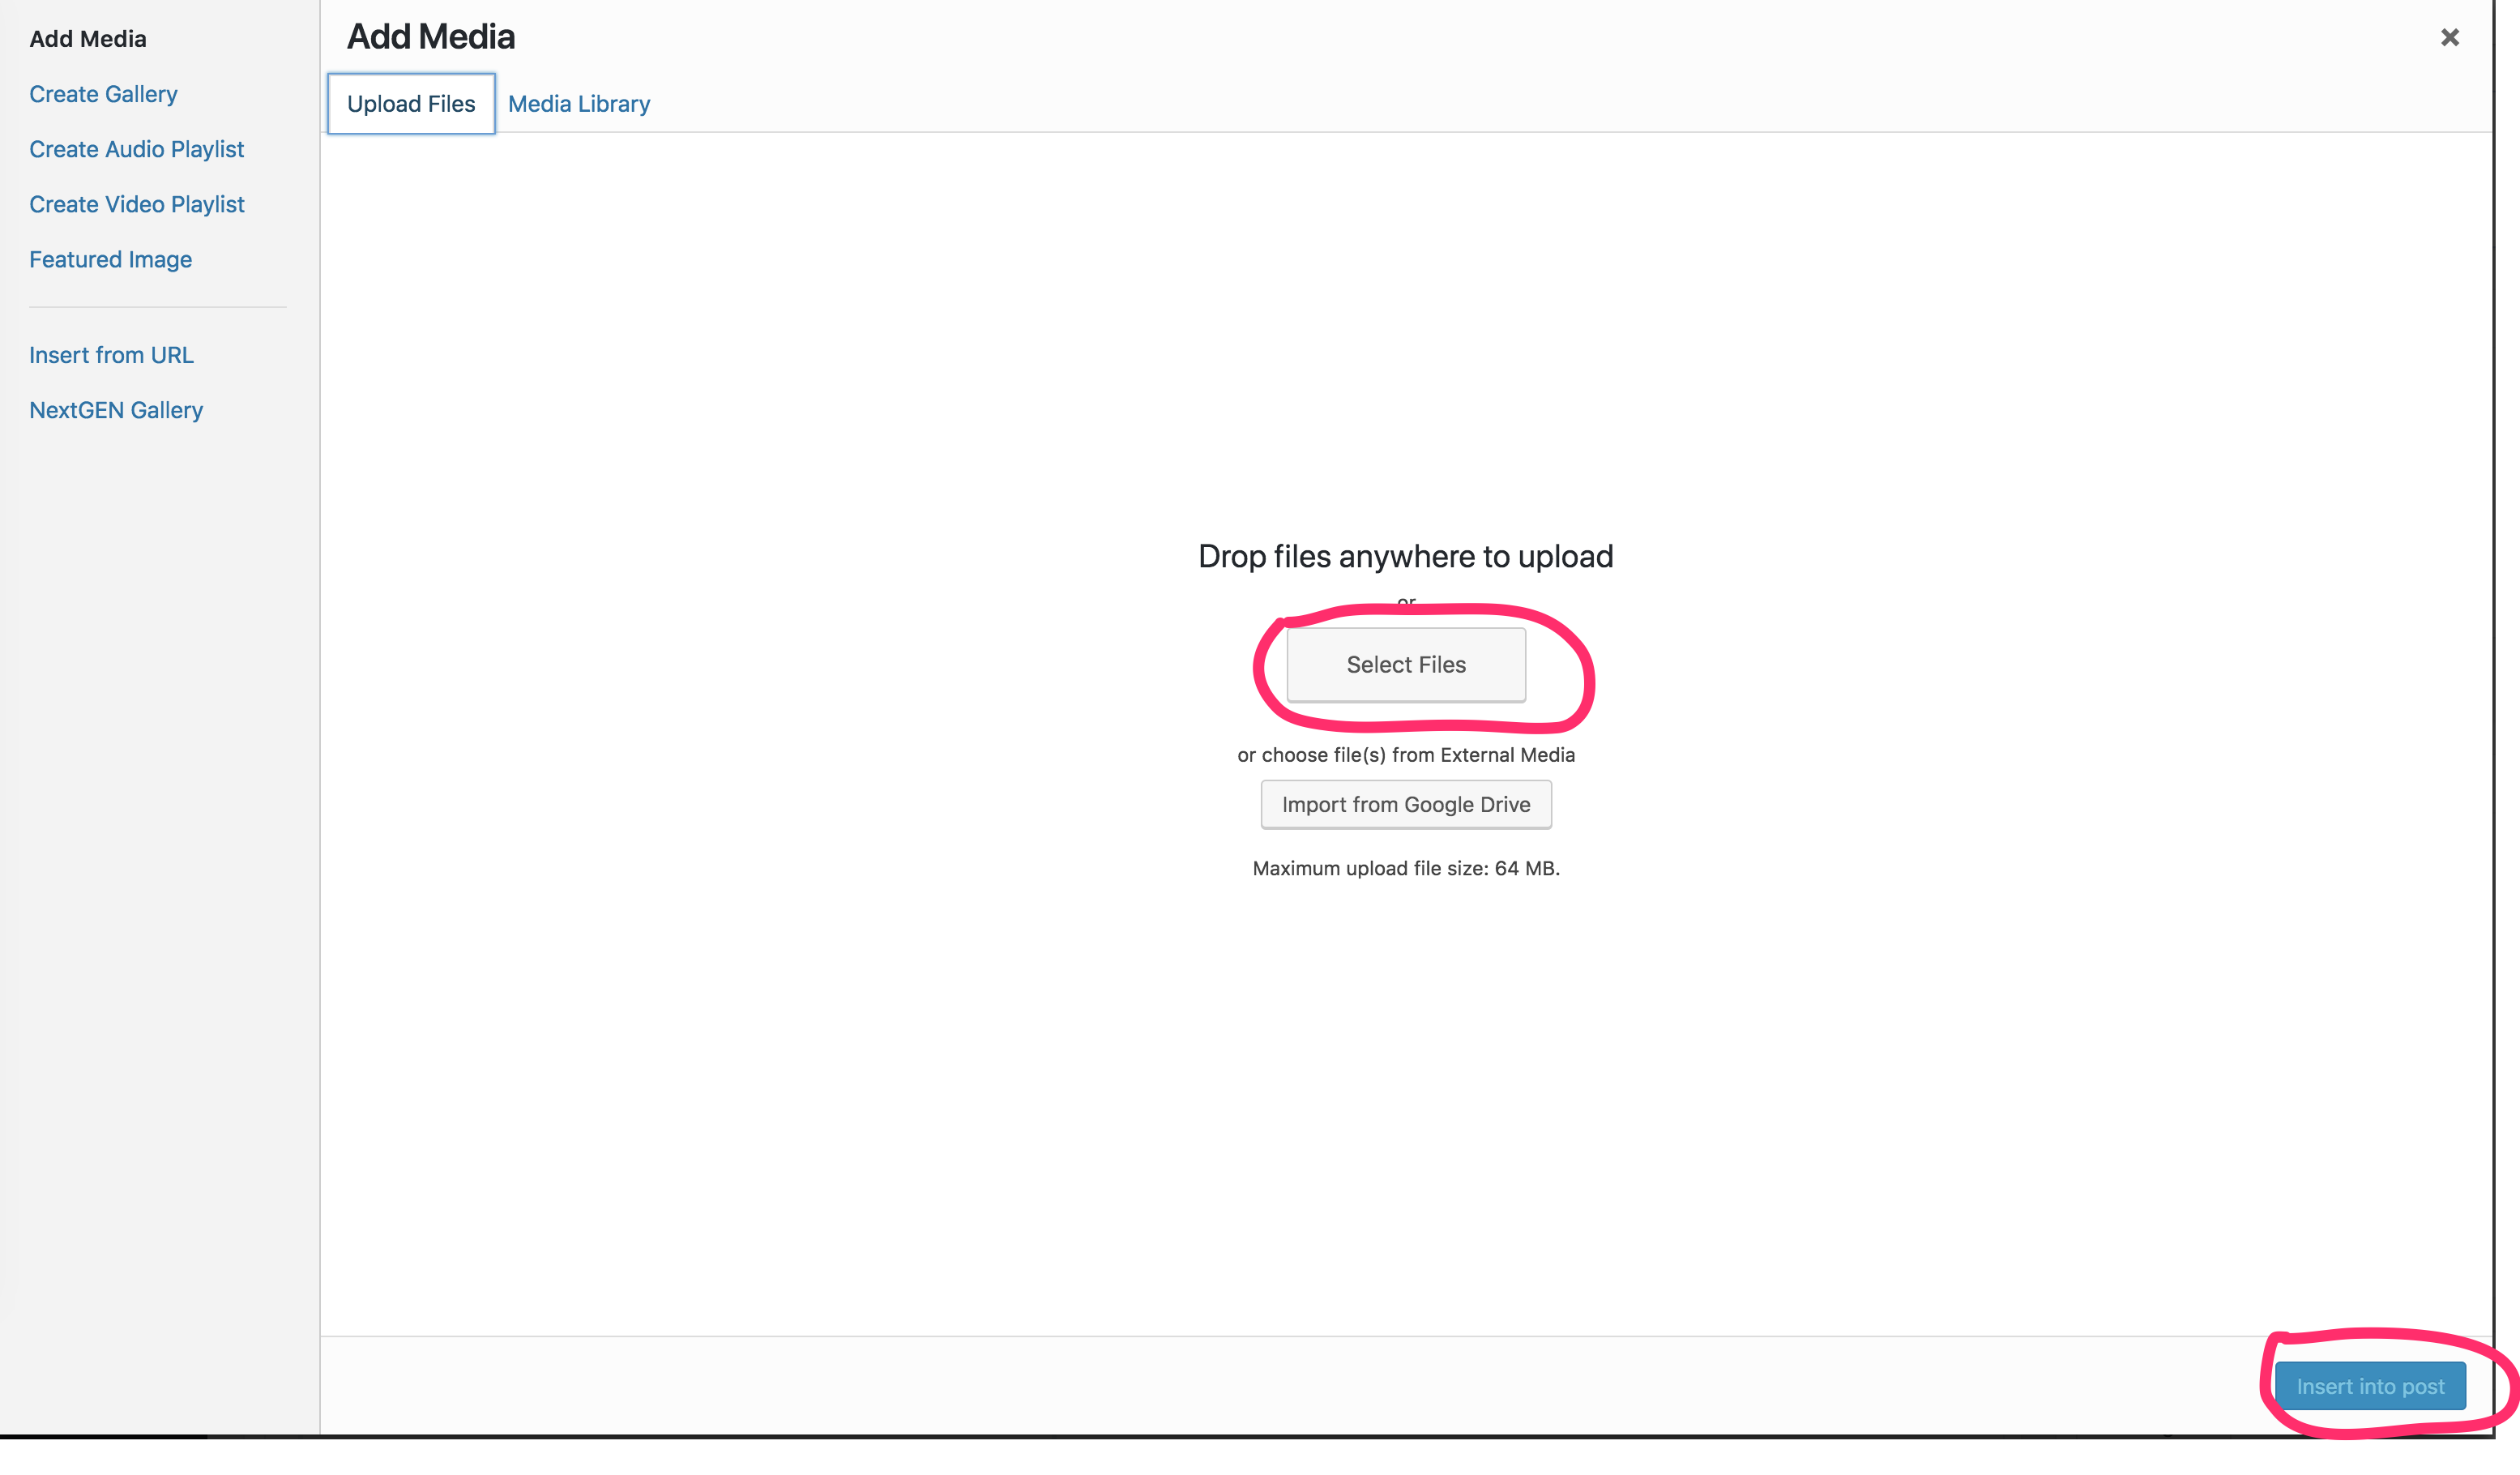 Add Media
Create Gallery
Create Audio Playlist
Create Video Playlist
Featured Image
Insert from URL
NextGEN Gallery
Add Media
Upload Files
Media Library
Drop files anywhere to upload
or
Select Files
or choose file(s) from External Media
Import from Google Drive
Maximum upload file size: 64 MB.
Insert into post